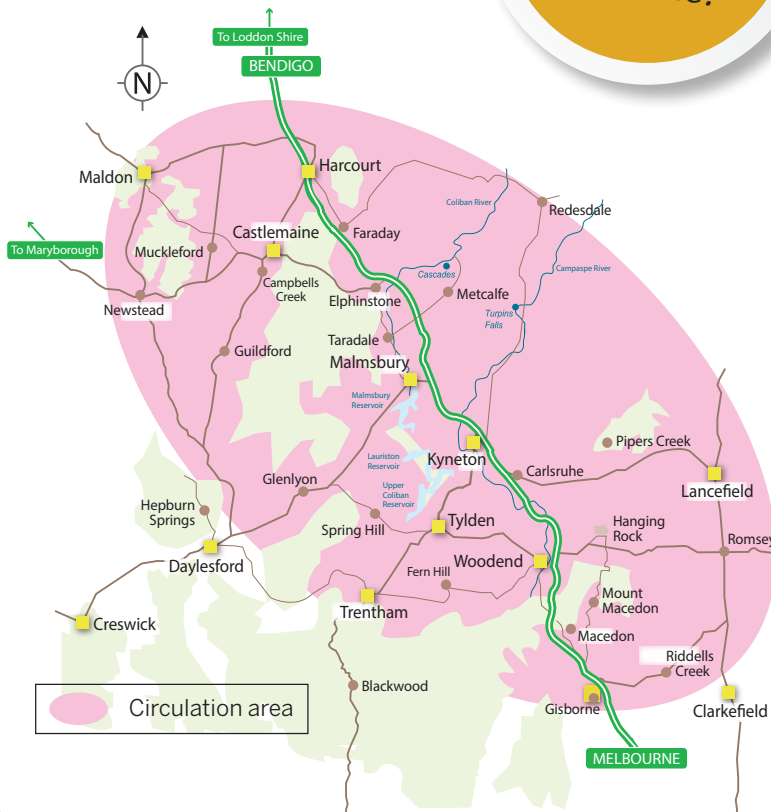 To Loddon Shire
BENDIGO
N
Maldon
Harcourt
Coliban River
Redesdale
Castlemaine
Faraday
To Maryborough
Muckleford
Cascades
Campaspe River
Campbells
Creek
Elphinstone
Metcalfe
Newstead
Turpins
Falls
Taradale
Guildford
Malmsbury
Malmsbury
Reservoir
Pipers Creek
Lauriston
Reservoir
Kyneton
Carlsruhe
Glenlyon
Upper
Coliban
Reservoir
Lancefield
Hepburn
Springs
Spring Hill
Tylden
Hanging
Rock
Romsey
Daylesford
Woodend
Fern Hill
Mount
Macedon
Creswick
Trentham
Macedon
Riddells
Creek
Blackwood
Circulation area
Gisborne
Clarkefield
MELBOURNE